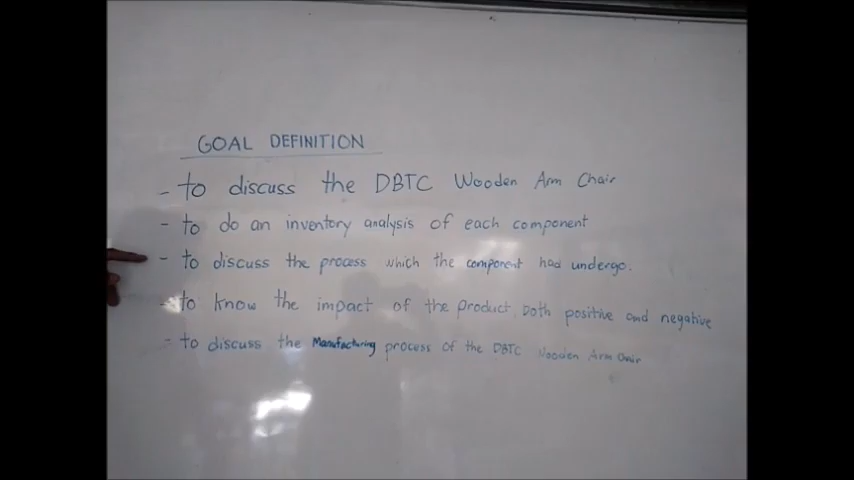 GOAL DEFINITION
- to discuss the DBTC Wooden Arm Chair
- to do an inventory analysis of each component
- to discuss the process which the component had undergo.
- to know the impact of the product both positive and negative
- to discuss the Manufacturing process of the DBTC Wooden Arm Chair